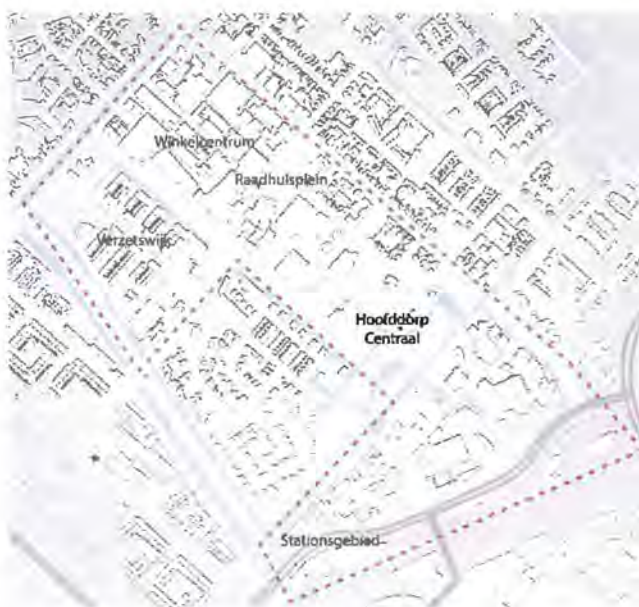 Winkelcentrum
Raadhuisplein
Verzetswijk
Hoofddorp
Centraal
Stationsgebied